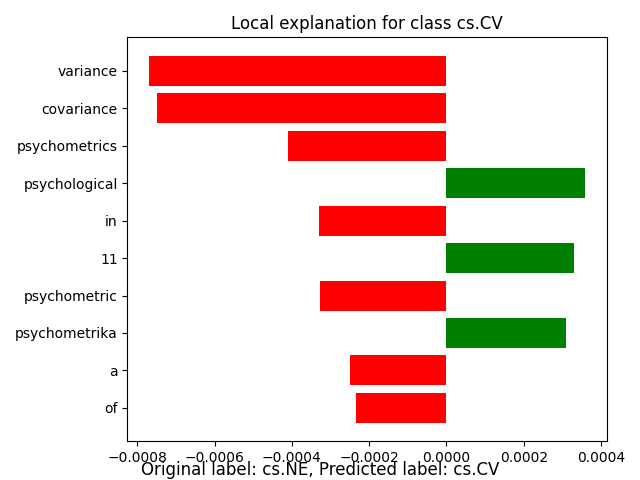 Local explanation for class cs.CV
variance
covariance
psychometrics
psychological
in
11
psychometric
psychometrika
a
of
−0.0008 −0.0006 −0.0004 −0.0002 0.0000 0.0002 0.0004
Original label: cs.NE, Predicted label: cs.CV